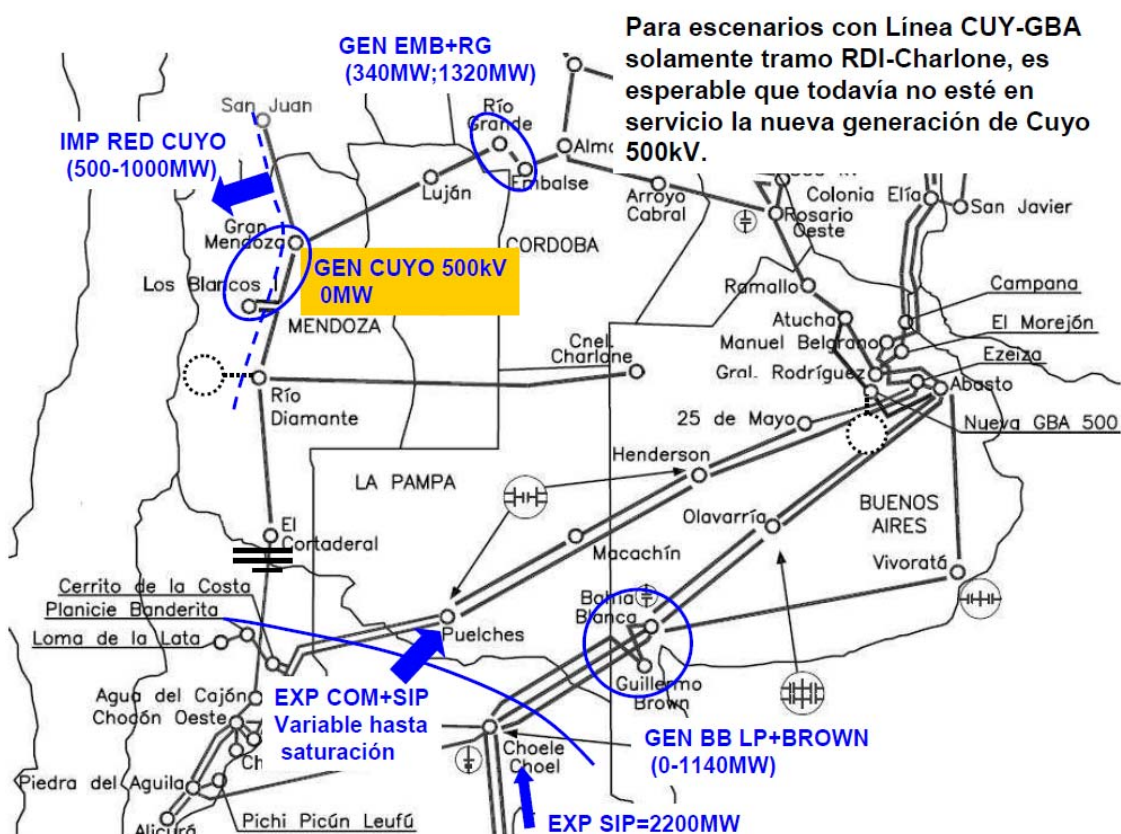 Para escenarios con Línea CUY-GBA
solamente tramo RDI-Charlone, es
esperable que todavía no esté en
servicio la nueva generación de Cuyo
500kV.
GEN EMB+RG
(340MW;1320MW)
San Juan
IMP RED CUYO
(500-1000MW)
Río
Grande
Embalse
Luján
Arroyo
Cabral
Rosario
Oeste
Colonia Elía
San Javier
Gran
Mendoza
CORDOBA
GEN CUYO 500kV
0MW
Los Blancos I
MENDOZA
Ramallo
Campana
Atucha
El Morejón
Manuel Belgrano
Cnel.
Charlone
Ezeiza
Gral. Rodríguez
Abasto
Río
Diamante
25 de Mayo
Nueva GBA 500
Henderson
LA PAMPA
BUENOS
AIRES
Olavarría
El
Cortaderal
Macachín
Vivoratá
Cerrito de la Costa
Planicie Banderita
Bahía
Blanca
Loma de la Lata
Puelches
Guillermo
Brown
Agua del Cajón
Chocón Oeste
EXP COM+SIP
Variable hasta
saturación
GEN BB LP+BROWN
(0-1140MW)
Choele
Choel
Piedra del Aguila
EXP SIP=2200MW
Pichi Picún Leufú
Alicurá